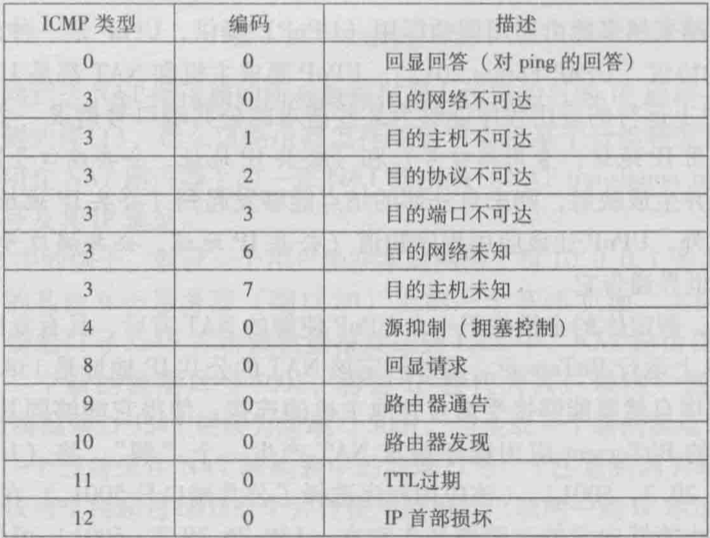 ICMP 类型 编码 描述
0 0 回显回答（对 ping 的回答）
3 0 目的网络不可达
3 1 目的主机不可达
3 2 目的协议不可达
3 3 目的端口不可达
3 6 目的网络未知
3 7 目的主机未知
4 0 源抑制（拥塞控制）
8 0 回显请求
9 0 路由器通告
10 0 路由器发现
11 0 TTL过期
12 0 IP 首部损坏